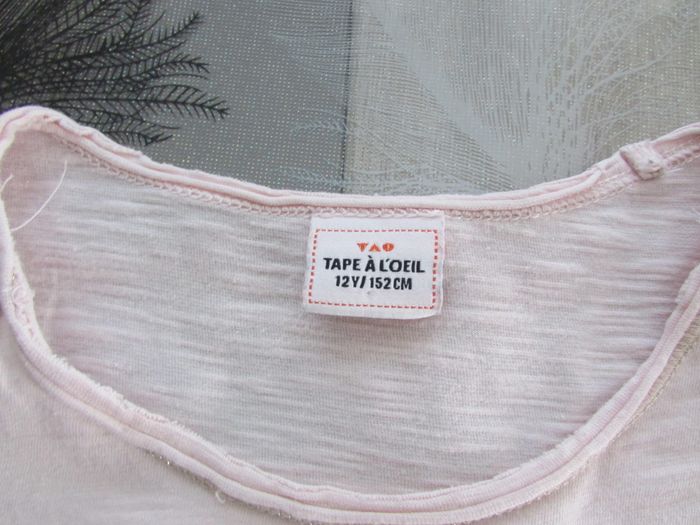 TAO
TAPE À L'OEIL
12Y/152CM